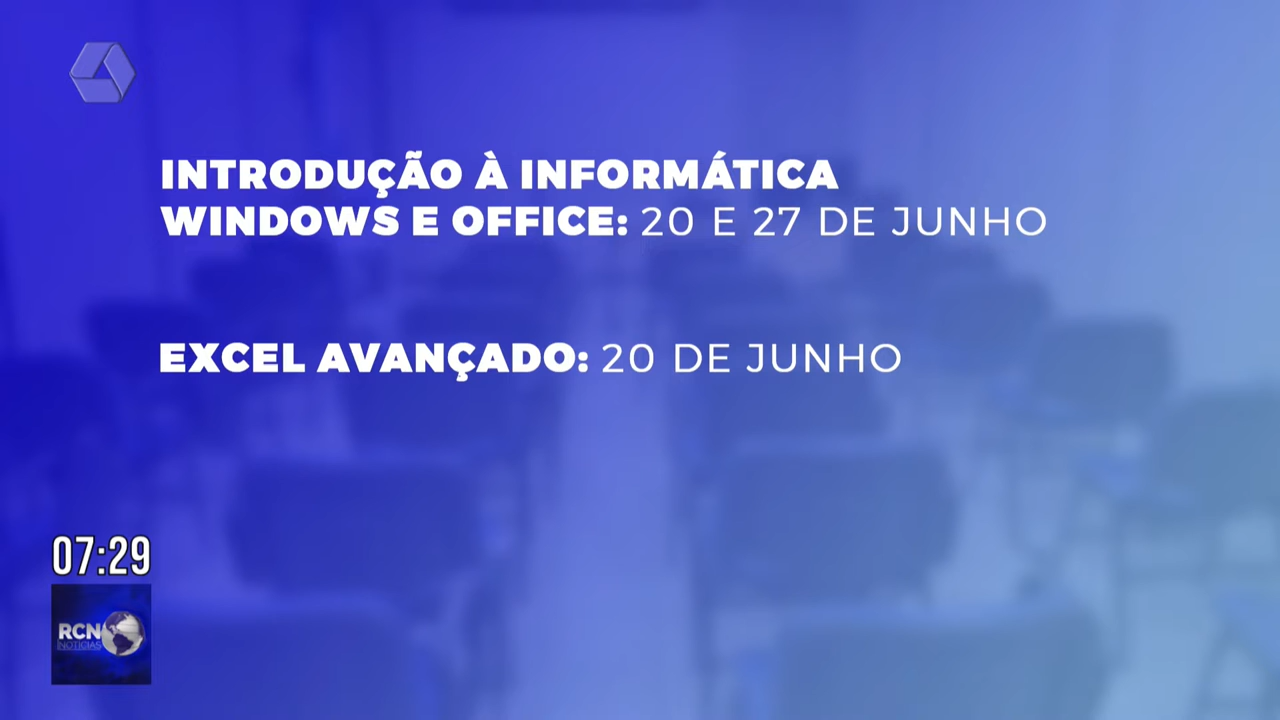 INTRODUÇÃO À INFORMÁTICA
WINDOWS E OFFICE: 20 E 27 DE JUNHO
EXCEL AVANÇADO: 20 DE JUNHO
07:29
RCN
NOTÍCIAS